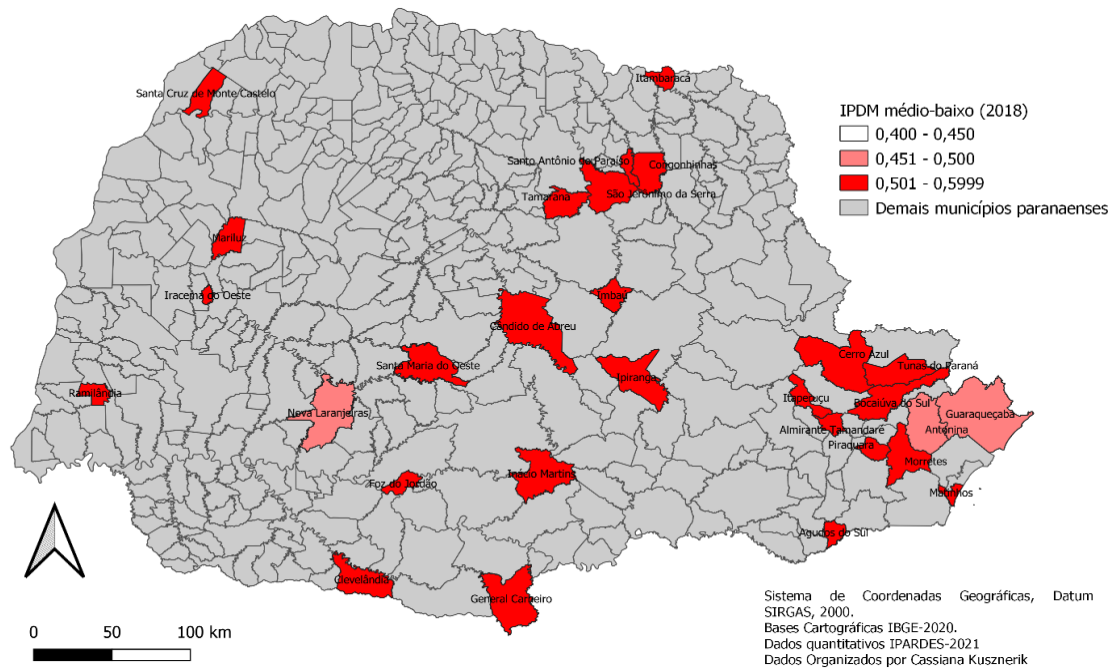 Santa Cruz de Monte Castelo
Itambaracá
IPDM médio-baixo (2018)
0,400 - 0,450
0,451 - 0,500
0,501 - 0,5999
Demais municípios paranaenses
Santo Antônio do Paraíso
Congonhinhas
Tamarana
São Jerônimo da Serra
Mariluz
Iracema do Oeste
Imbaú
Cândido de Abreu
Cerro Azul
Santa Maria do Oeste
Tunas do Paraná
Ipiranga
Ramilândia
Itaperuçu
Bocaiúva do Sul
Nova Laranjeiras
Guaraqueçaba
Almirante Tamandaré
Antonina
Piraquara
Morretes
Inácio Martins
Foz do Jordão
Matinhos
Agudos do Sul
Clevelândia
General Carneiro
0 50 100 km
Sistema de Coordenadas Geográficas, Datum
SIRGAS, 2000.
Bases Cartográficas IBGE-2020.
Dados quantitativos IPARDES-2021
Dados Organizados por Cassiana Kusznerik